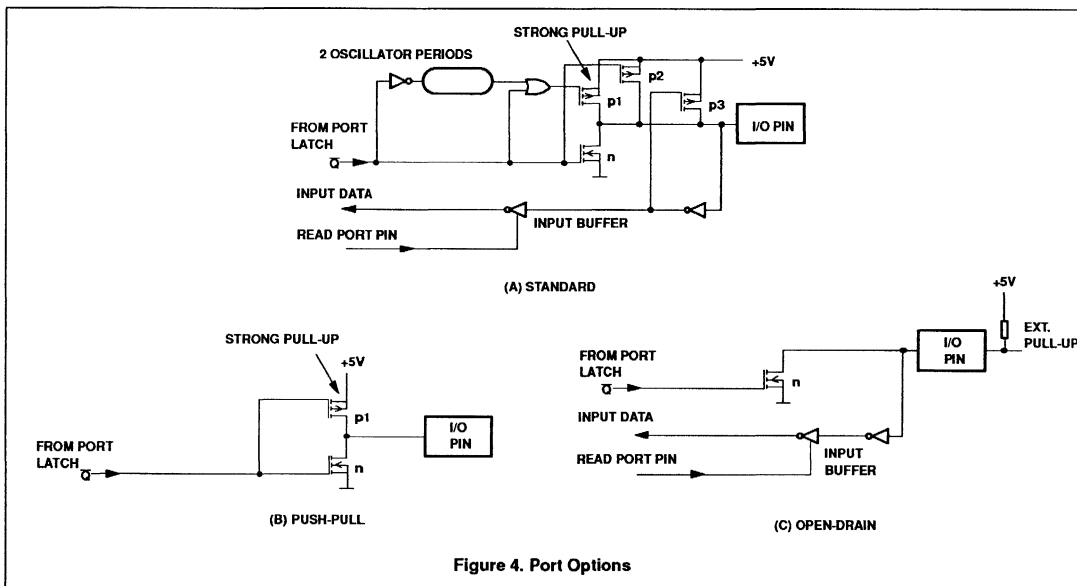 STRONG PULL-UP
2 OSCILLATOR PERIODS
+5V
p2
p1
p3
I/O PIN
FROM PORT
LATCH
Q̅
n
INPUT DATA
INPUT BUFFER
READ PORT PIN
(A) STANDARD
STRONG PULL-UP
+5V
p1
I/O
PIN
FROM PORT
LATCH
Q̅
n
(B) PUSH-PULL
+5V
EXT.
PULL-UP
I/O
PIN
FROM PORT
LATCH
Q̅
n
INPUT DATA
INPUT
BUFFER
READ PORT PIN
(C) OPEN-DRAIN
Figure 4. Port Options